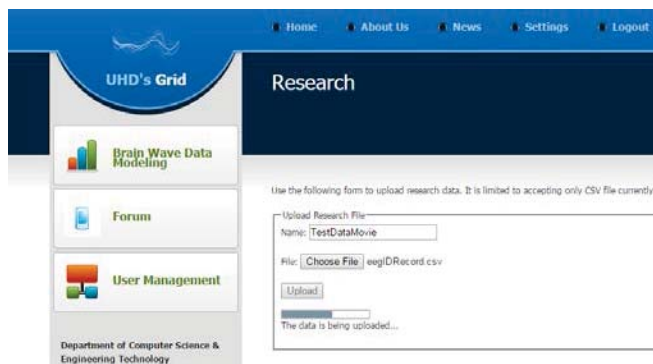 Home About Us News Settings Logout
UHD's Grid
Research
Brain Wave Data
Modeling
Forum
User Management
Department of Computer Science &
Engineering Technology
Use the following form to upload research data. It is limited to accepting only CSV file currently
Upload Research File
Name: TestDataMovie
File: Choose File eegIDRecord.csv
Upload
The data is being uploaded...